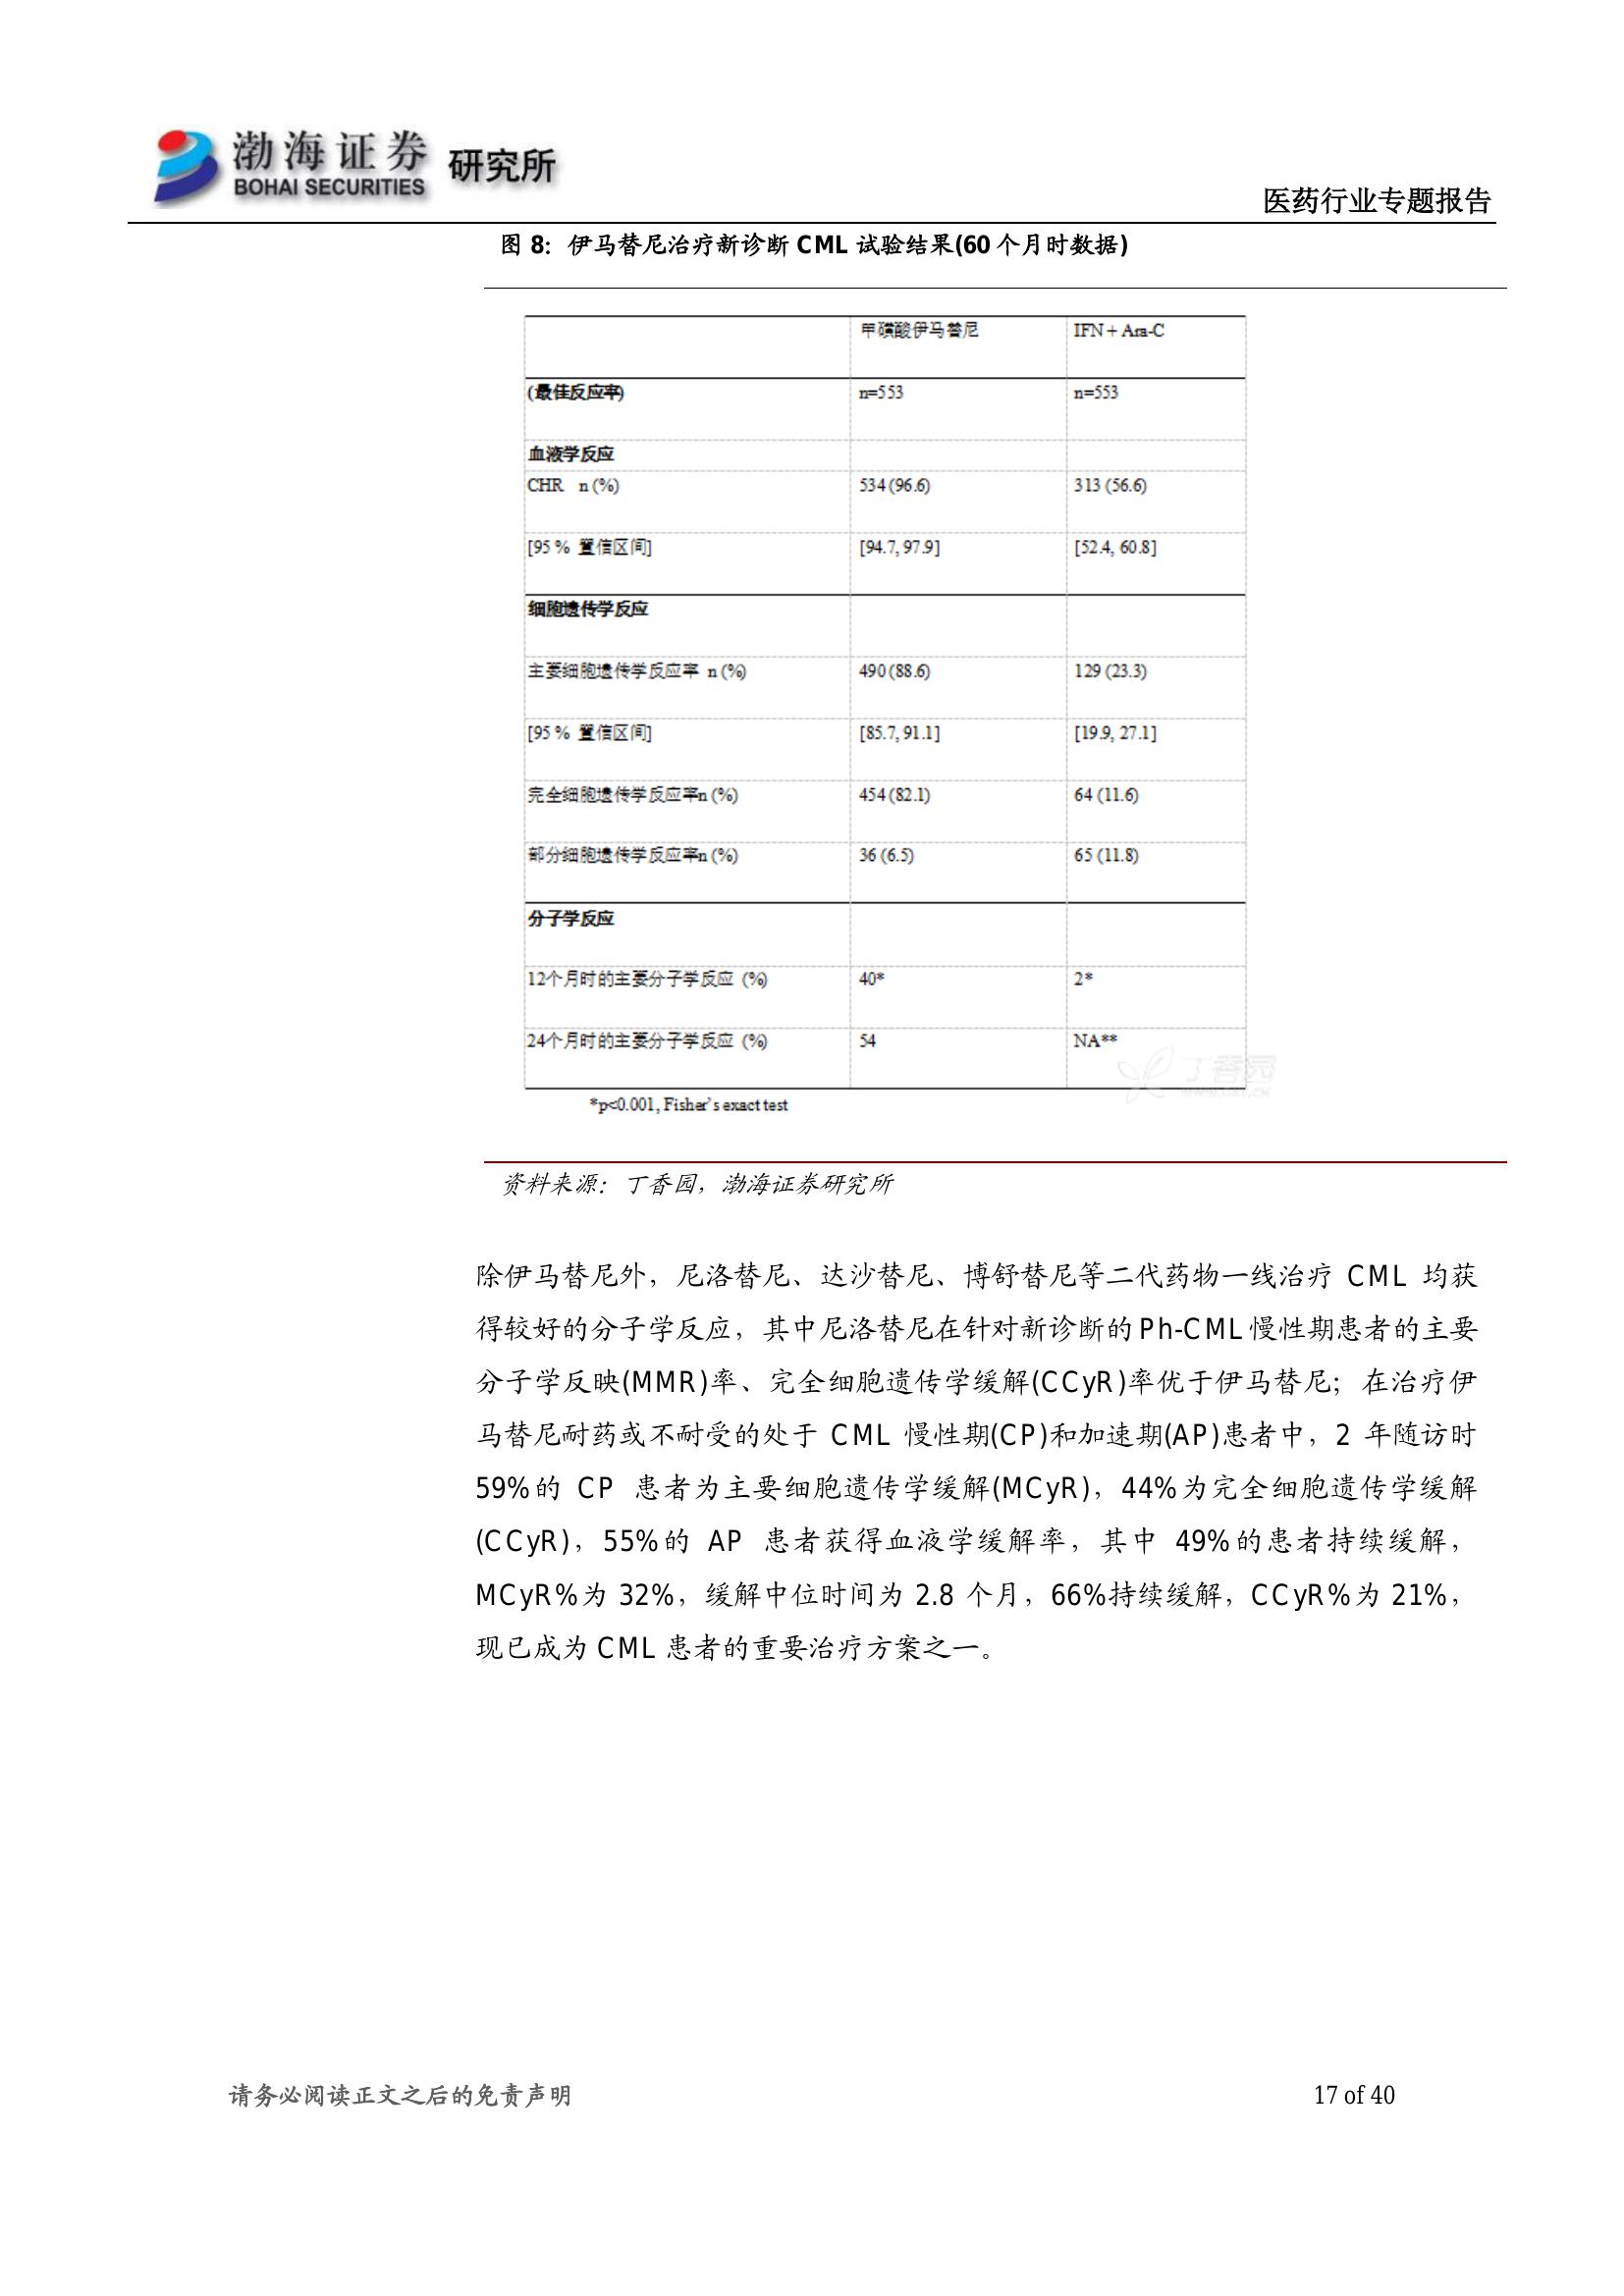 渤海证券 研究所
BOHAI SECURITIES
医药行业专题报告
图 8：伊马替尼治疗新诊断 CML 试验结果(60 个月时数据)
甲磺酸伊马替尼 IFN + Ara-C
(最佳反应率) n=553 n=553
血液学反应
CHR n (%) 534 (96.6) 313 (56.6)
[95 % 置信区间] [94.7, 97.9] [52.4, 60.8]
细胞遗传学反应
主要细胞遗传学反应率 n (%) 490 (88.6) 129 (23.3)
[95 % 置信区间] [85.7, 91.1] [19.9, 27.1]
完全细胞遗传学反应率n (%) 454 (82.1) 64 (11.6)
部分细胞遗传学反应率n (%) 36 (6.5) 65 (11.8)
分子学反应
12个月时的主要分子学反应 (%) 40* 2*
24个月时的主要分子学反应 (%) 54 NA**
丁香园
*p<0.001, Fisher's exact test
资料来源：丁香园，渤海证券研究所
除伊马替尼外，尼洛替尼、达沙替尼、博舒替尼等二代药物一线治疗 CML 均获
得较好的分子学反应，其中尼洛替尼在针对新诊断的 Ph-CML 慢性期患者的主要
分子学反映(MMR)率、完全细胞遗传学缓解(CCyR)率优于伊马替尼；在治疗伊
马替尼耐药或不耐受的处于 CML 慢性期(CP)和加速期(AP)患者中，2 年随访时
59%的 CP 患者为主要细胞遗传学缓解(MCyR)，44%为完全细胞遗传学缓解
(CCyR)，55%的 AP 患者获得血液学缓解率，其中 49%的患者持续缓解，
MCyR%为 32%，缓解中位时间为 2.8 个月，66%持续缓解，CCyR%为 21%，
现已成为 CML 患者的重要治疗方案之一。
请务必阅读正文之后的免责声明 17 of 40